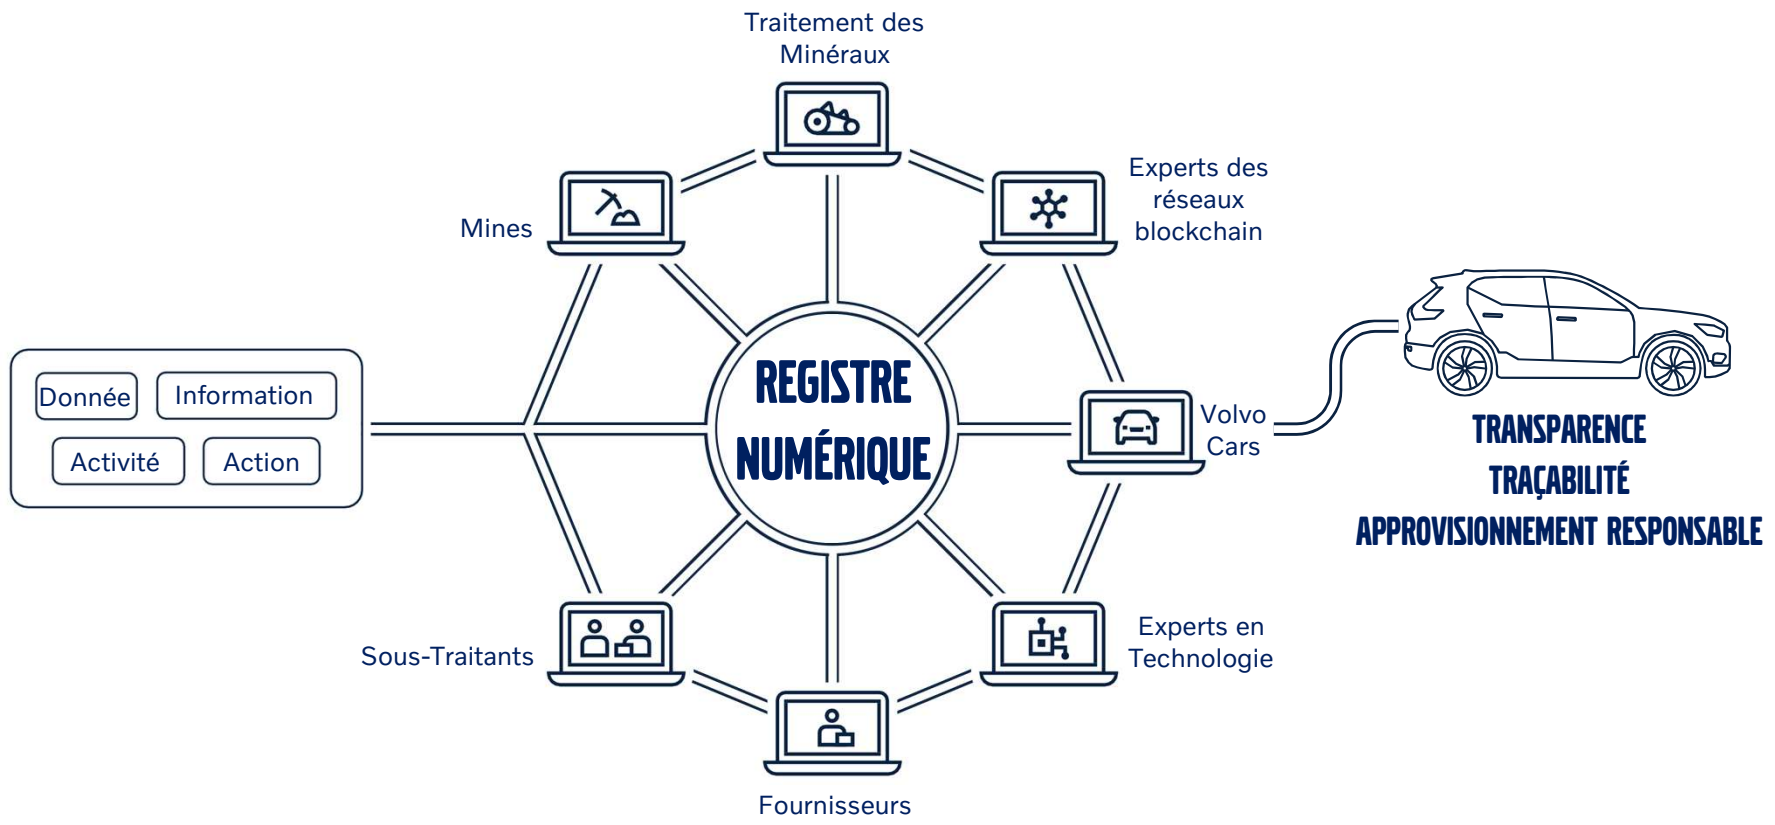 Traitement des
Minéraux
Experts des
réseaux
blockchain
Mines
Donnée
Information
Activité
Action
REGISTRE
NUMÉRIQUE
Volvo
Cars
TRANSPARENCE
TRAÇABILITÉ
APPROVISIONNEMENT RESPONSABLE
Sous-Traitants
Experts en
Technologie
Fournisseurs